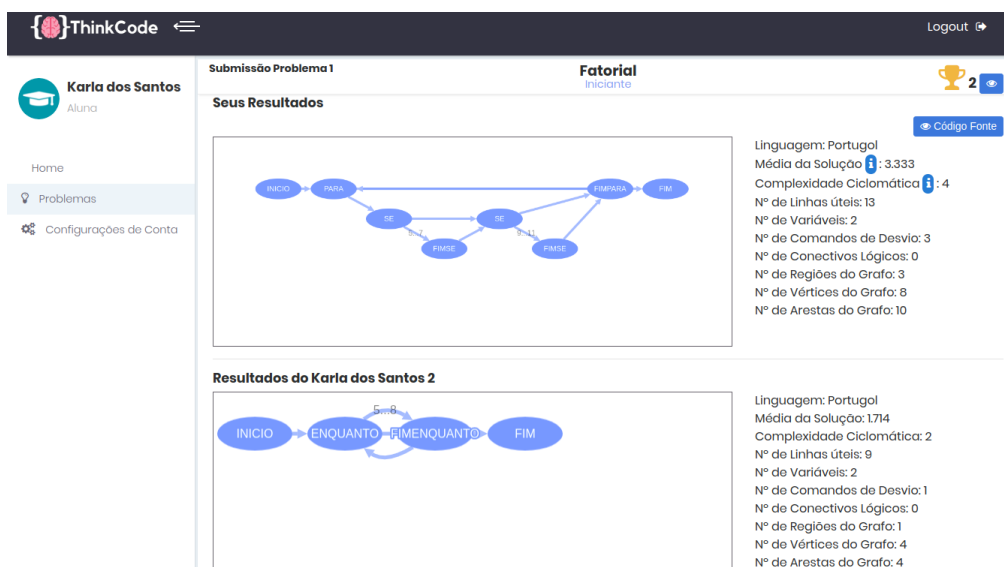 { }ThinkCode
Logout
Karla dos Santos
Aluna
Home
Problemas
Configurações de Conta
Submissão Problema 1
Fatorial
Iniciante
2
Seus Resultados
Código Fonte
INICIO
PARA
FIMPARA
FIM
SE
SE
5...7
9...11
FIMSE
FIMSE
Linguagem: Portugol
Média da Solução i : 3.333
Complexidade Ciclomática i : 4
Nº de Linhas úteis: 13
Nº de Variáveis: 2
Nº de Comandos de Desvio: 3
Nº de Conectivos Lógicos: 0
Nº de Regiões do Grafo: 3
Nº de Vértices do Grafo: 8
Nº de Arestas do Grafo: 10
Resultados do Karla dos Santos 2
5...8
INICIO
ENQUANTO
FIMENQUANTO
FIM
Linguagem: Portugol
Média da Solução: 1.714
Complexidade Ciclomática: 2
Nº de Linhas úteis: 9
Nº de Variáveis: 2
Nº de Comandos de Desvio: 1
Nº de Conectivos Lógicos: 0
Nº de Regiões do Grafo: 1
Nº de Vértices do Grafo: 4
Nº de Arestas do Grafo: 4